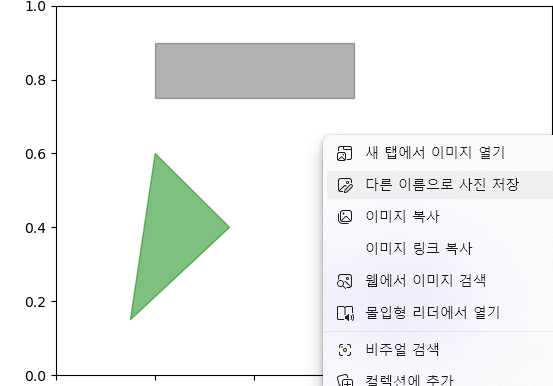 1.0
0.8
0.6
0.4
0.2
0.0
새 탭에서 이미지 열기
다른 이름으로 사진 저장
이미지 복사
이미지 링크 복사
웹에서 이미지 검색
몰입형 리더에서 열기
비주얼 검색
컬렉션에 추가